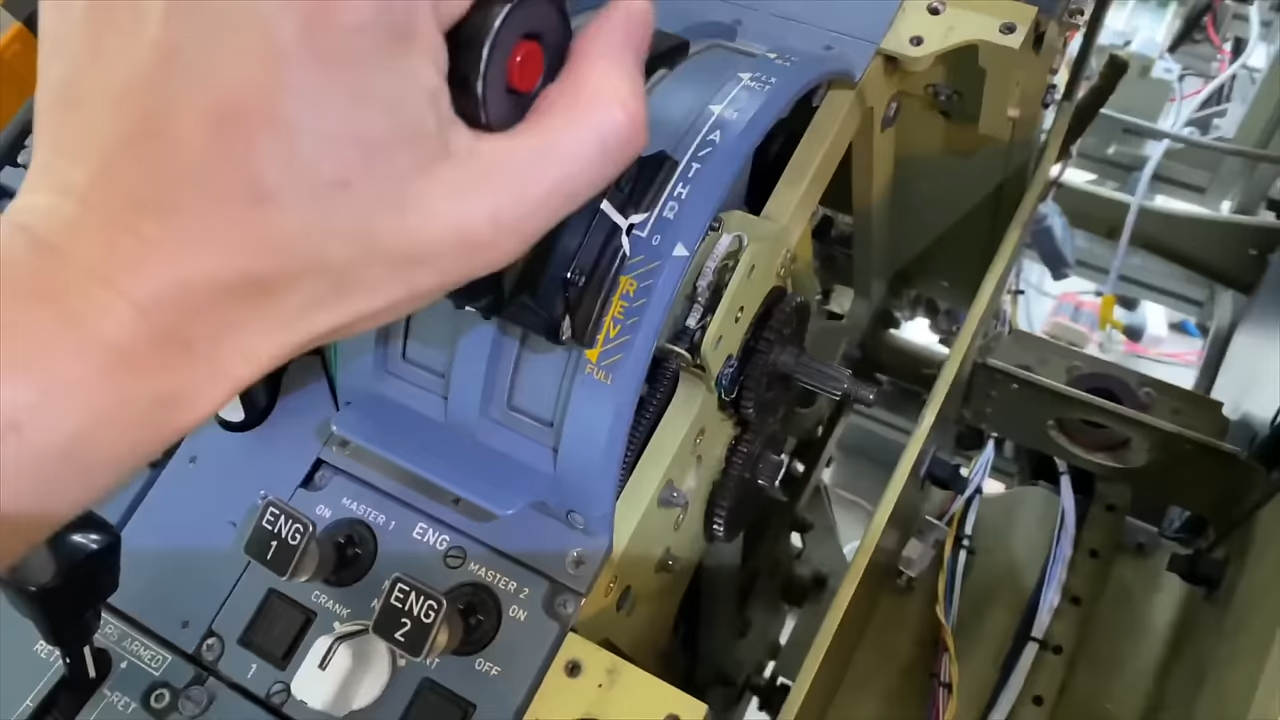 FLX
MCT
A/THR
0
REV
FULL
ON
MASTER 1
ENG
1
ENG
MASTER 2
ENG
2
ON
OFF
CRANK
1
ARMED
RET
RET